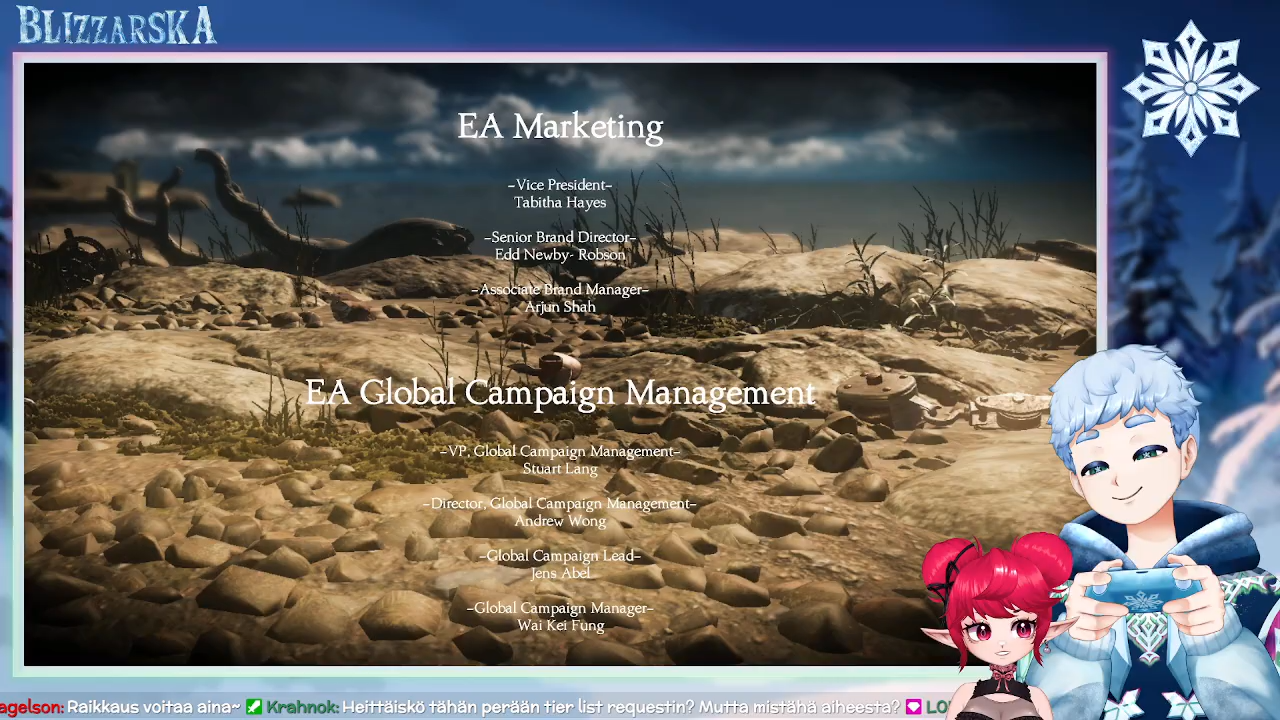 BLIZZARSKA
EA Marketing
-Vice President-
Tabitha Hayes
-Senior Brand Director-
Edd Newby- Robson
-Associate Brand Manager-
Arjun Shah
EA Global Campaign Management
-VP, Global Campaign Management-
Stuart Lang
-Director, Global Campaign Management-
Andrew Wong
-Global Campaign Lead-
Jens Abel
-Global Campaign Manager-
Wai Kei Fung
agelson: Raikkaus voitaa aina~ Krahnok: Heittäiskö tähän perään tier list requestin? Mutta mistähä aiheesta? LO